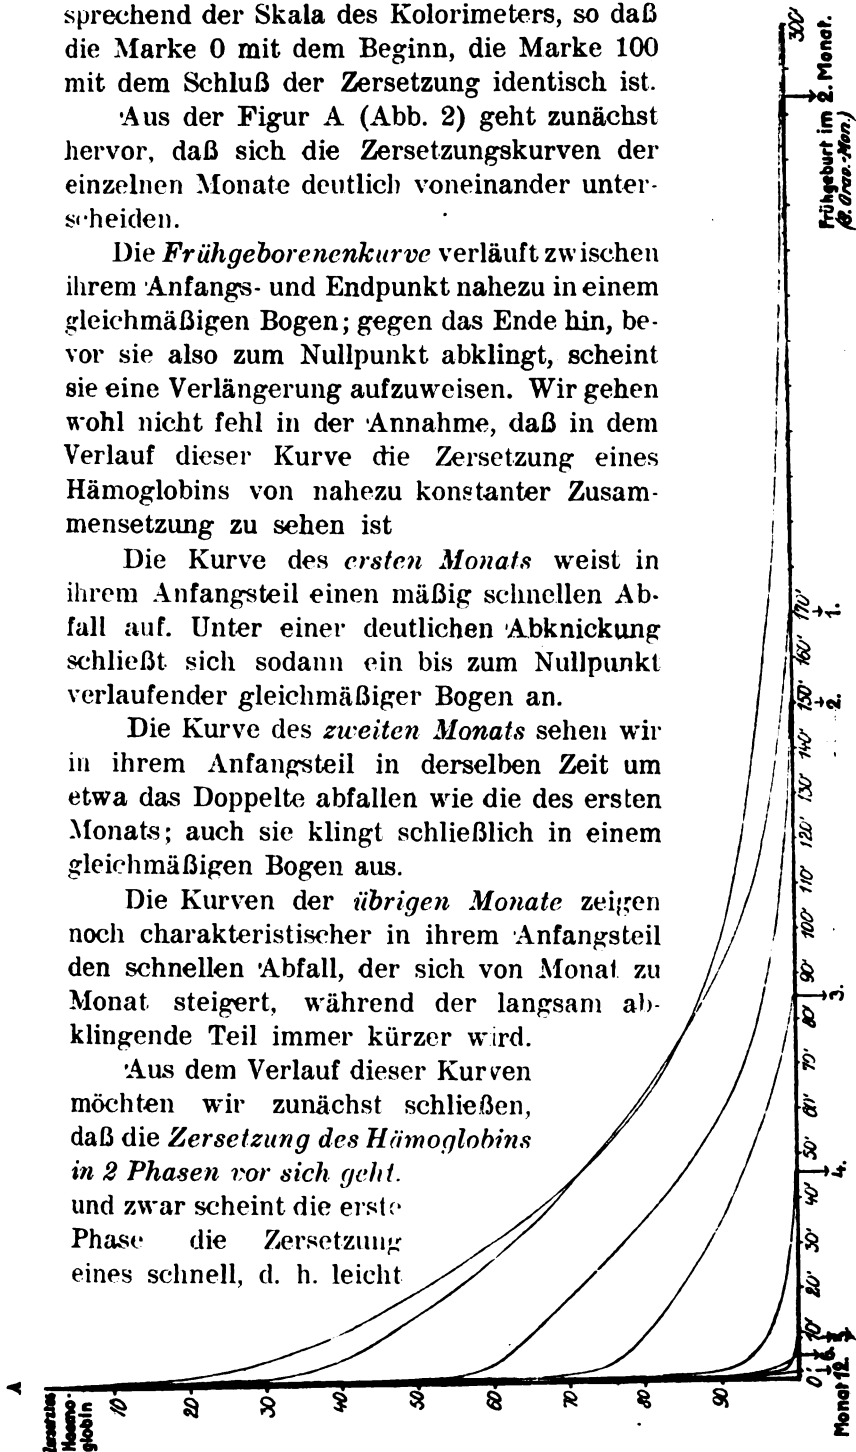 sprechend der Skala des Kolorimeters, so daß
die Marke 0 mit dem Beginn, die Marke 100
mit dem Schluß der Zersetzung identisch ist.
Aus der Figur A (Abb. 2) geht zunächst
hervor, daß sich die Zersetzungskurven der
einzelnen Monate deutlich voneinander unter-
scheiden.
Die Frühgeborenenkurve verläuft zwischen
ihrem Anfangs- und Endpunkt nahezu in einem
gleichmäßigen Bogen; gegen das Ende hin, be-
vor sie also zum Nullpunkt abklingt, scheint
sie eine Verlängerung aufzuweisen. Wir gehen
wohl nicht fehl in der Annahme, daß in dem
Verlauf dieser Kurve die Zersetzung eines
Hämoglobins von nahezu konstanter Zusam-
mensetzung zu sehen ist
Die Kurve des ersten Monats weist in
ihrem Anfangsteil einen mäßig schnellen Ab-
fall auf. Unter einer deutlichen Abknickung
schließt sich sodann ein bis zum Nullpunkt
verlaufender gleichmäßiger Bogen an.
Die Kurve des zweiten Monats sehen wir
in ihrem Anfangsteil in derselben Zeit um
etwa das Doppelte abfallen wie die des ersten
Monats; auch sie klingt schließlich in einem
gleichmäßigen Bogen aus.
Die Kurven der übrigen Monate zeigen
noch charakteristischer in ihrem Anfangsteil
den schnellen Abfall, der sich von Monat zu
Monat steigert, während der langsam ab-
klingende Teil immer kürzer wird.
Aus dem Verlauf dieser Kurven
möchten wir zunächst schließen,
daß die Zersetzung des Hämoglobins
in 2 Phasen vor sich geht.
und zwar scheint die erste
Phase die Zersetzung
eines schnell, d. h. leicht
A
Zersetztes
Haemo-
globin
10
20
30
40
50
60
70
80
90
0' 10' 20' 30' 40' 50' 60' 70' 80' 90' 100' 110' 120' 130' 140' 150' 160' 170' 300'
Monat 12. 6. 5. 4. 3. 2. 1.
Frühgeburt im 2. Monat.
(8. Grav.-Mon.)